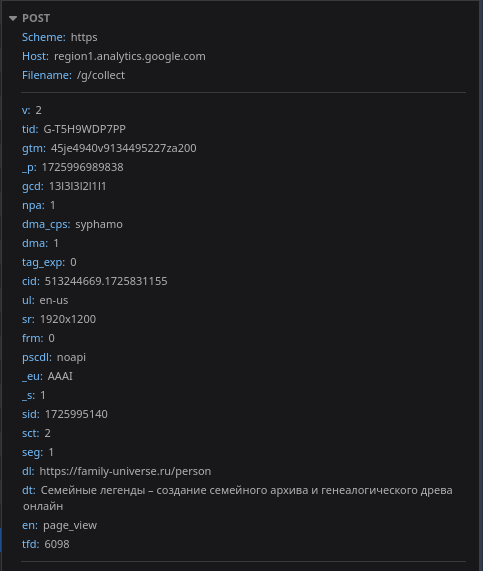 POST
Scheme: https
Host: region1.analytics.google.com
Filename: /g/collect
v: 2
tid: G-T5H9WDP7PP
gtm: 45je4940v9134495227za200
_p: 1725996989838
gcd: 13l3l3l2l1l1
npa: 1
dma_cps: syphamo
dma: 1
tag_exp: 0
cid: 513244669.1725831155
ul: en-us
sr: 1920x1200
frm: 0
pscdl: noapi
_eu: AAAI
_s: 1
sid: 1725995140
sct: 2
seg: 1
dl: https://family-universe.ru/person
dt: Семейные легенды – создание семейного архива и генеалогического древа
онлайн
en: page_view
tfd: 6098